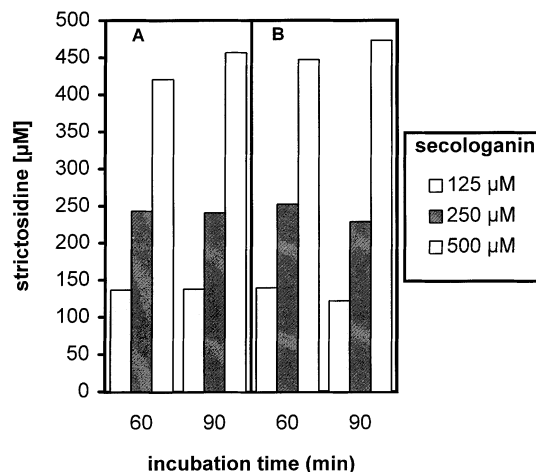 A B
500
450
400
350
300
250
200
150
100
50
0
strictosidine [µM]
60 90 60 90
incubation time (min)
secologanin
125 µM
250 µM
500 µM